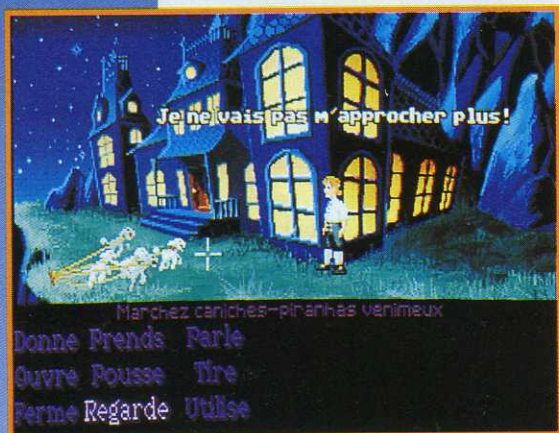 Je ne vais pas m'approcher plus!
Marchez caniches-piranhas venimeux
Donne Prends Parle
Ouvre Pousse Tire
Ferme Regarde Utilise